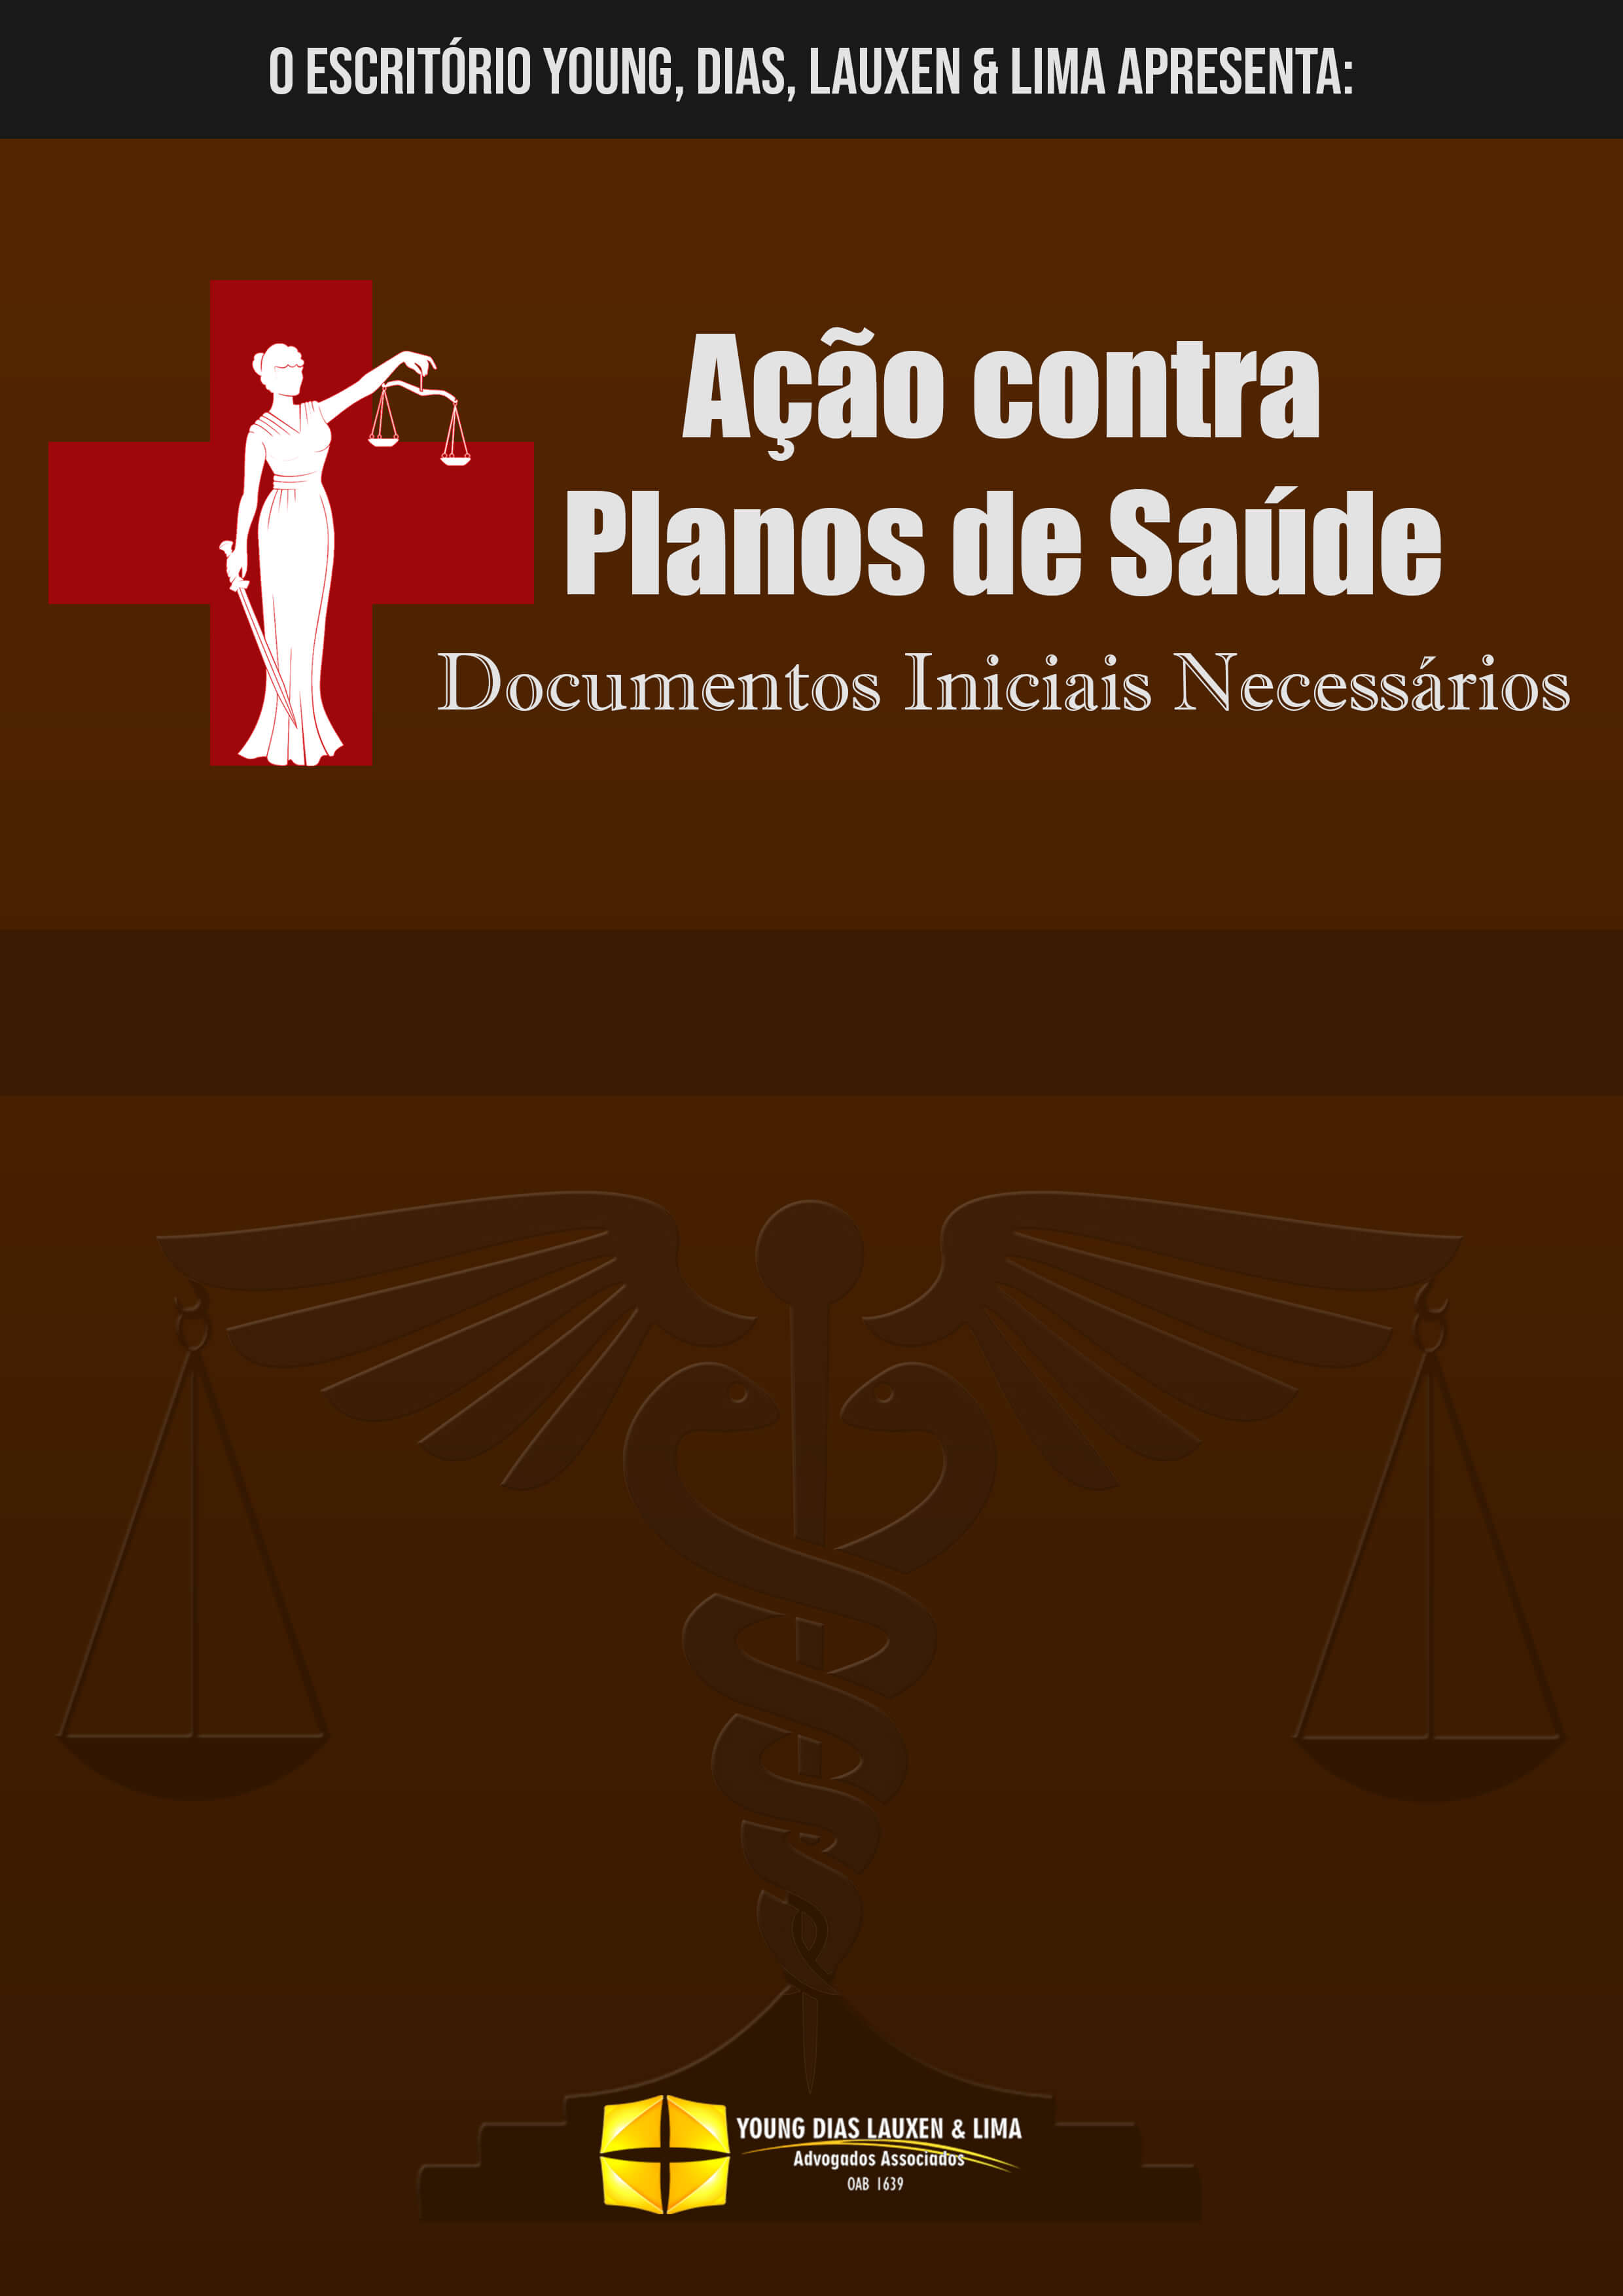 O ESCRITÓRIO YOUNG, DIAS, LAUXEN & LIMA APRESENTA:
Ação contra
Planos de Saúde
Documentos Iniciais Necessários
YOUNG DIAS LAUXEN & LIMA
Advogados Associados
OAB 1639